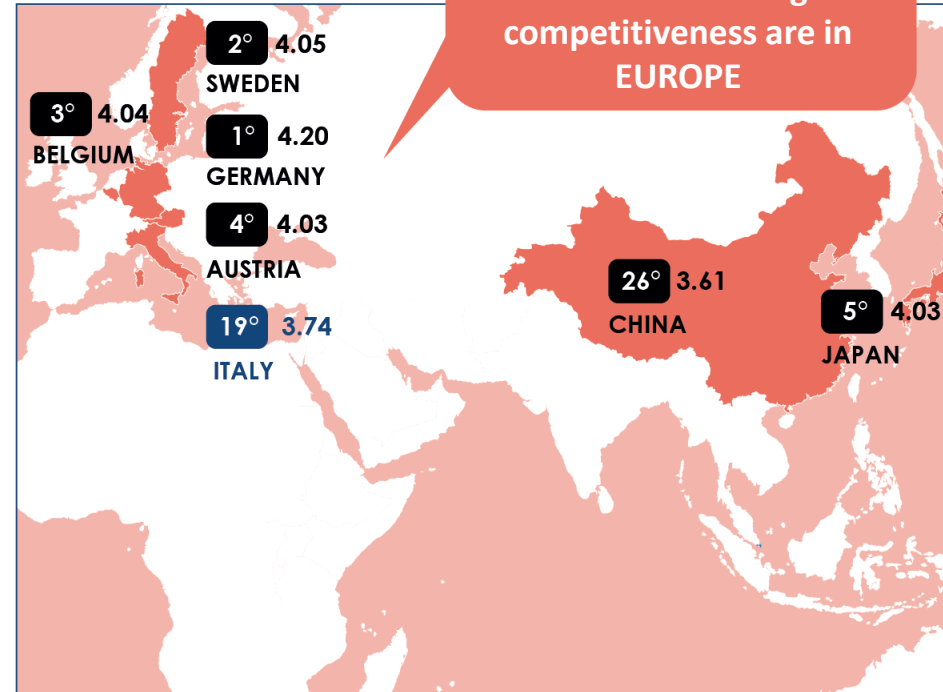 competitiveness are in
EUROPE
2° 4.05
SWEDEN
3° 4.04
BELGIUM
1° 4.20
GERMANY
4° 4.03
AUSTRIA
19° 3.74
ITALY
26° 3.61
CHINA
5° 4.03
JAPAN